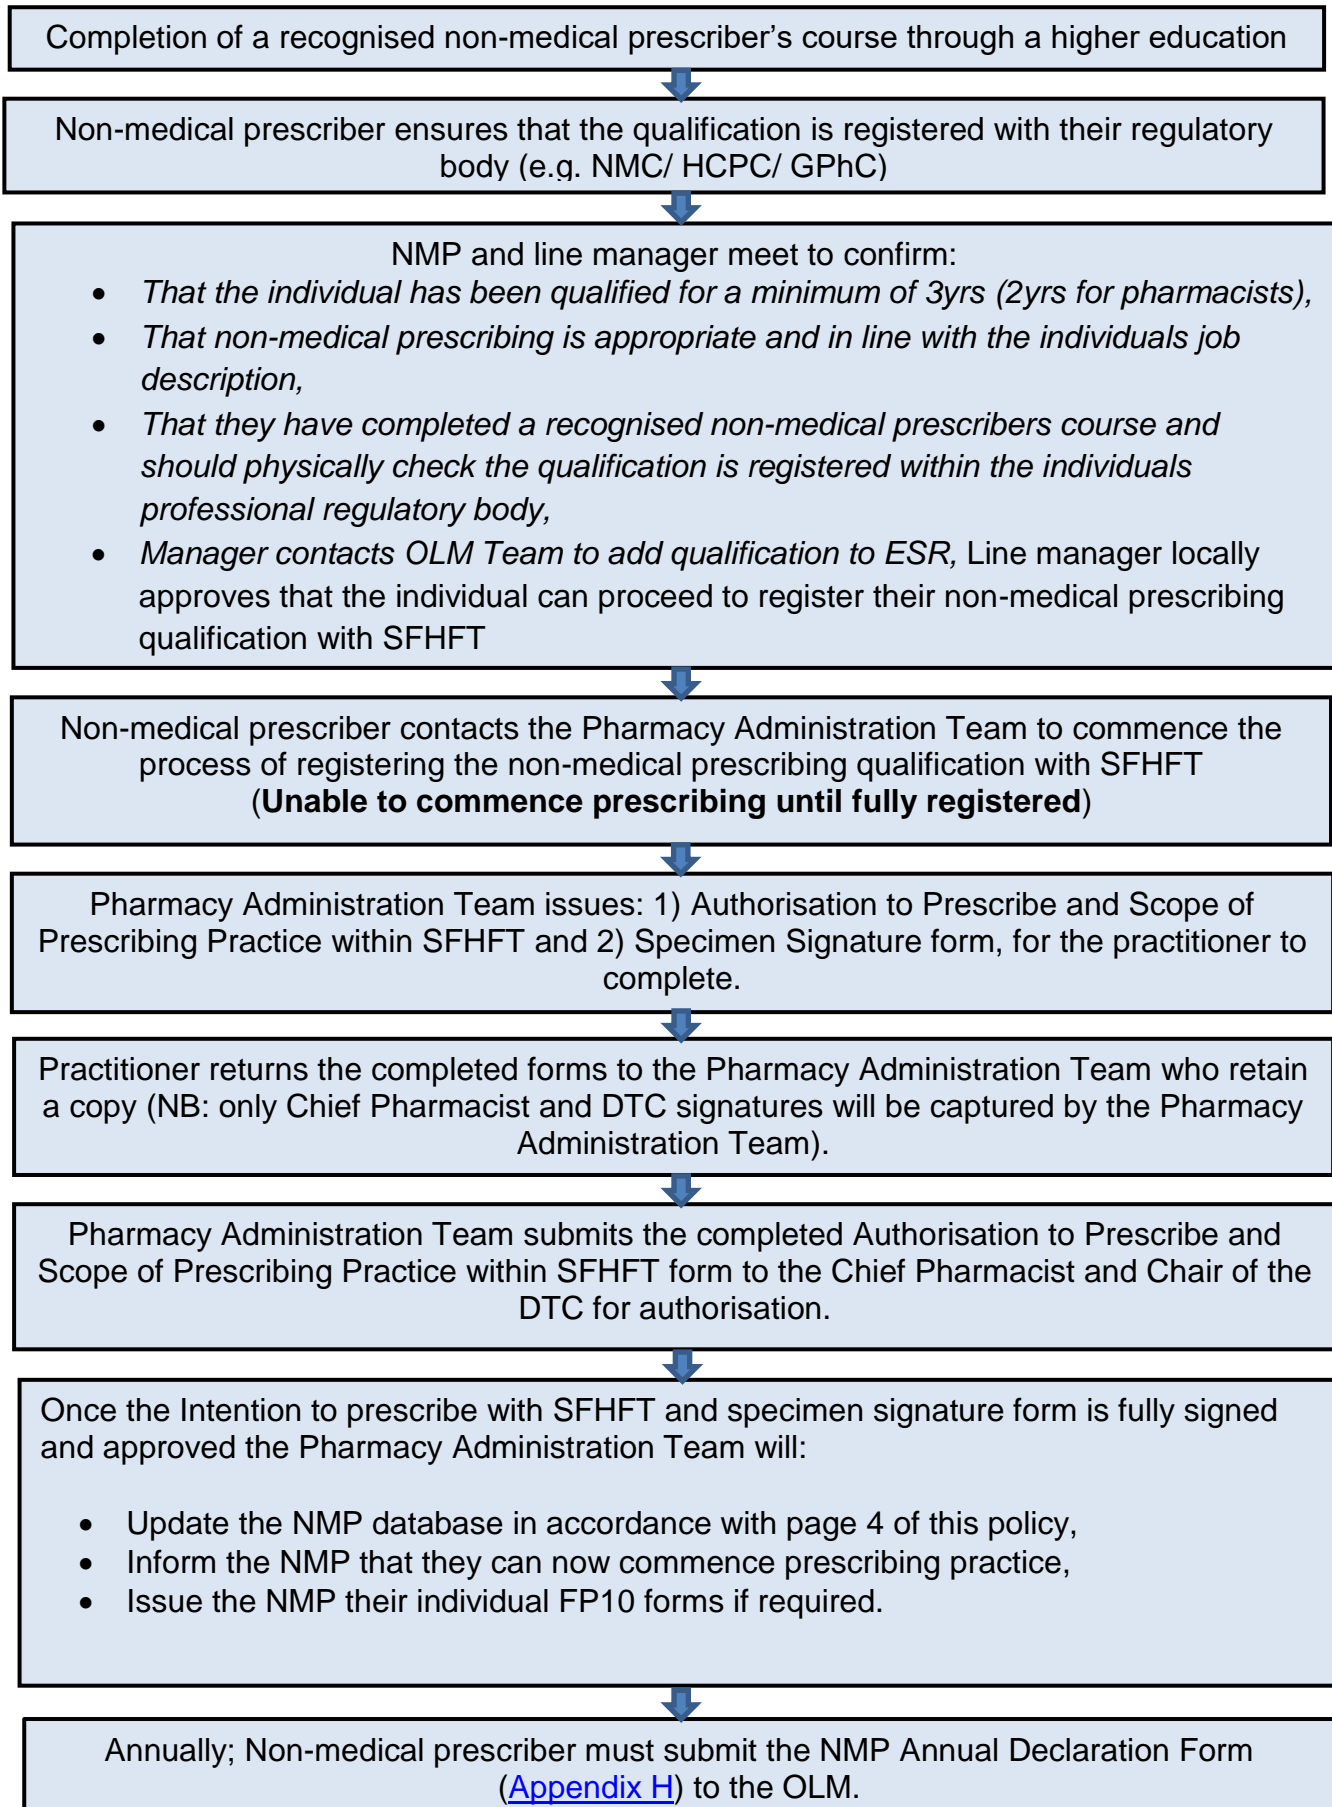 Completion of a recognised non-medical prescriber’s course through a higher education
Non-medical prescriber ensures that the qualification is registered with their regulatory
body (e.g. NMC/ HCPC/ GPhC)
NMP and line manager meet to confirm:
• That the individual has been qualified for a minimum of 3yrs (2yrs for pharmacists),
• That non-medical prescribing is appropriate and in line with the individuals job
description,
• That they have completed a recognised non-medical prescribers course and
should physically check the qualification is registered within the individuals
professional regulatory body,
• Manager contacts OLM Team to add qualification to ESR, Line manager locally
approves that the individual can proceed to register their non-medical prescribing
qualification with SFHFT
Non-medical prescriber contacts the Pharmacy Administration Team to commence the
process of registering the non-medical prescribing qualification with SFHFT
(Unable to commence prescribing until fully registered)
Pharmacy Administration Team issues: 1) Authorisation to Prescribe and Scope of
Prescribing Practice within SFHFT and 2) Specimen Signature form, for the practitioner to
complete.
Practitioner returns the completed forms to the Pharmacy Administration Team who retain
a copy (NB: only Chief Pharmacist and DTC signatures will be captured by the Pharmacy
Administration Team).
Pharmacy Administration Team submits the completed Authorisation to Prescribe and
Scope of Prescribing Practice within SFHFT form to the Chief Pharmacist and Chair of the
DTC for authorisation.
Once the Intention to prescribe with SFHFT and specimen signature form is fully signed
and approved the Pharmacy Administration Team will:
• Update the NMP database in accordance with page 4 of this policy,
• Inform the NMP that they can now commence prescribing practice,
• Issue the NMP their individual FP10 forms if required.
Annually; Non-medical prescriber must submit the NMP Annual Declaration Form
(Appendix H) to the OLM.